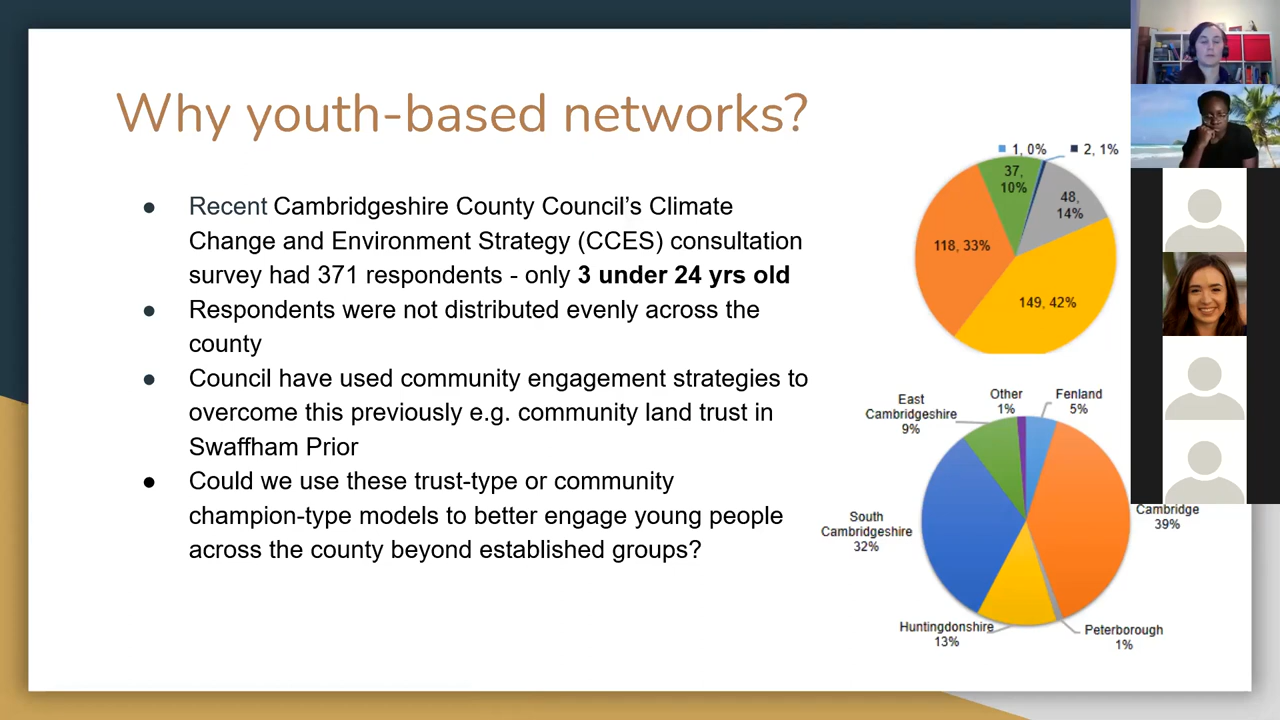 Why youth-based networks?
Recent Cambridgeshire County Council’s Climate
Change and Environment Strategy (CCES) consultation
survey had 371 respondents - only 3 under 24 yrs old
Respondents were not distributed evenly across the
county
Council have used community engagement strategies to
overcome this previously e.g. community land trust in
Swaffham Prior
Could we use these trust-type or community
champion-type models to better engage young people
across the county beyond established groups?
1, 0%
2, 1%
37,
10%
48,
14%
118, 33%
149, 42%
Other
1%
Fenland
5%
East
Cambridgeshire
9%
Cambridge
39%
South
Cambridgeshire
32%
Huntingdonshire
13%
Peterborough
1%